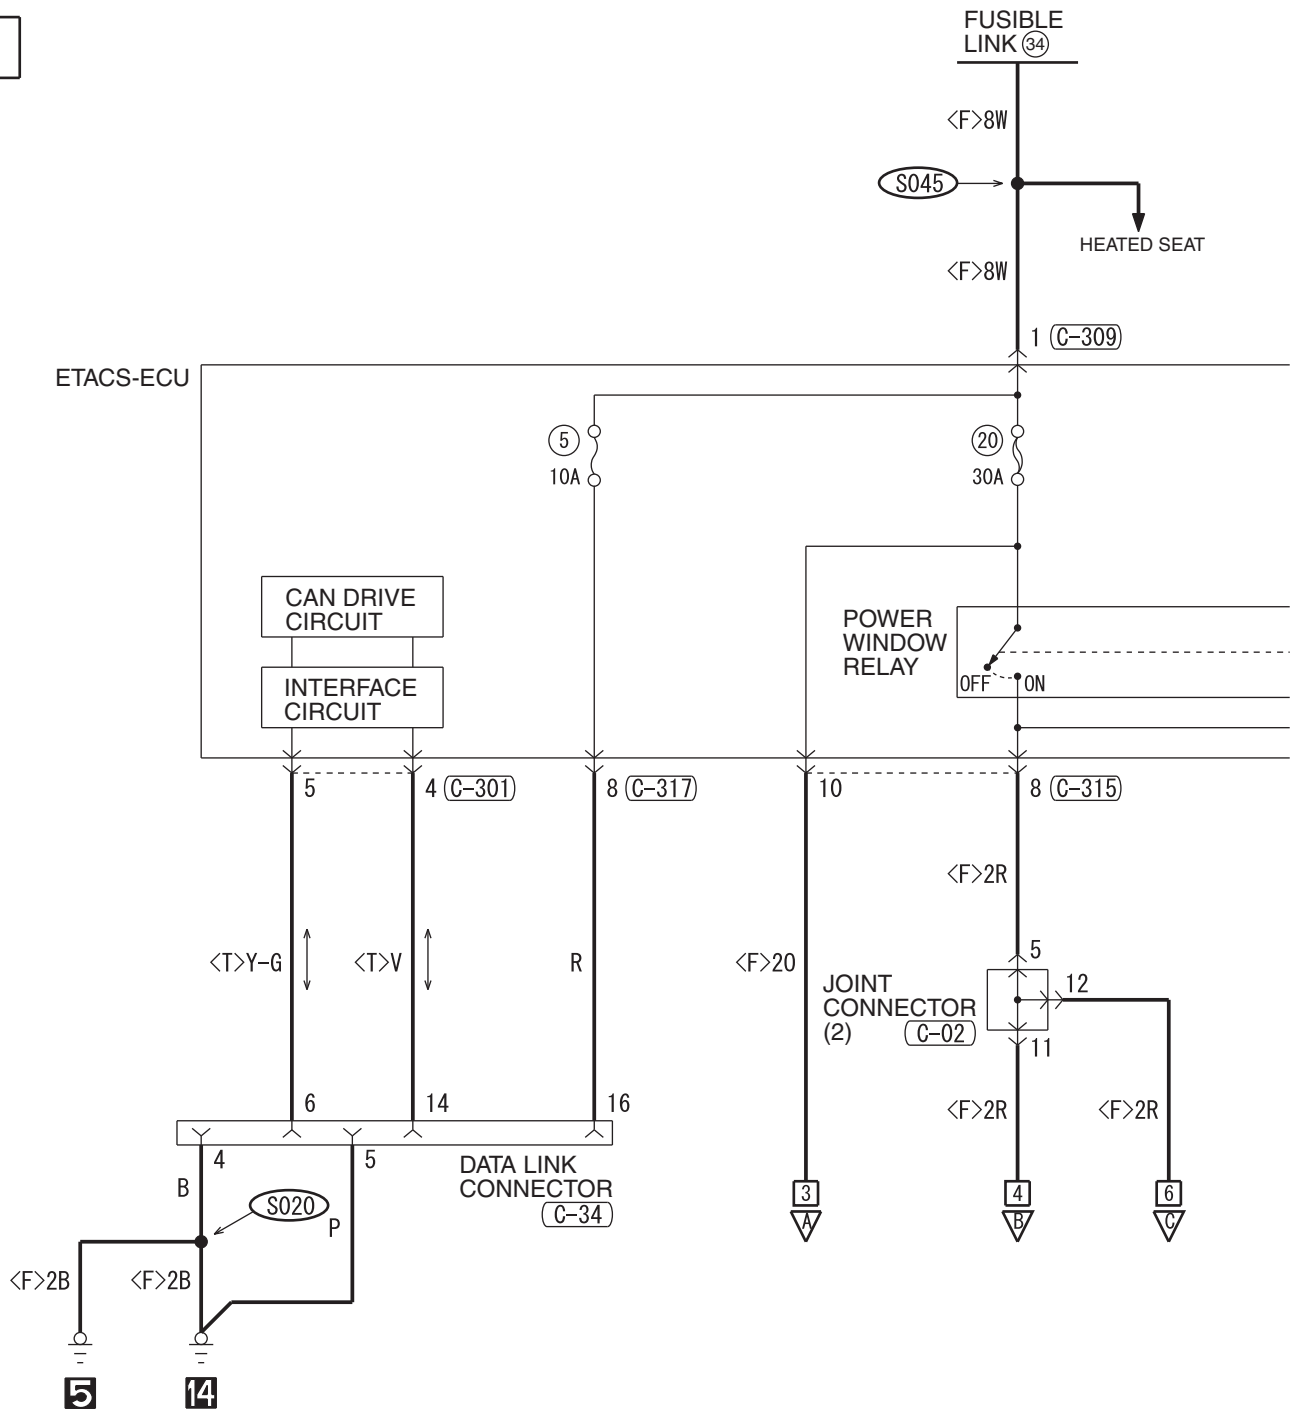 FUSIBLE
LINK 34
<F>8W
S045
HEATED SEAT
<F>8W
1 C-309
ETACS-ECU
5
10A
20
30A
CAN DRIVE
CIRCUIT
INTERFACE
CIRCUIT
POWER
WINDOW
RELAY
OFF
ON
5
4 C-301
8 C-317
10
8 C-315
<F>2R
<T>Y-G
<T>V
R
<F>2O
5
JOINT
CONNECTOR
(2) C-02
12
11
6
14
16
<F>2R
<F>2R
4
5
DATA LINK
CONNECTOR
C-34
B
S020
P
3
A
4
B
6
C
<F>2B
<F>2B
5
14